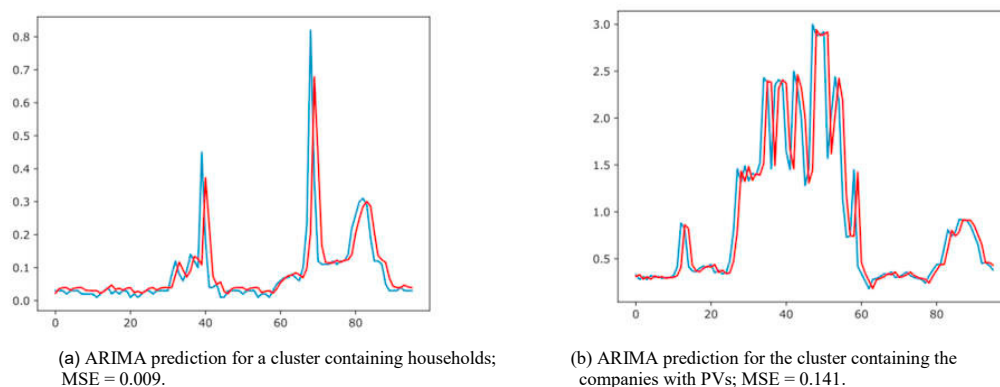 0.8
0.7
0.6
0.5
0.4
0.3
0.2
0.1
0.0
0 20 40 60 80
3.0
2.5
2.0
1.5
1.0
0.5
0 20 40 60 80
(a) ARIMA prediction for a cluster containing households;
MSE = 0.009.
(b) ARIMA prediction for the cluster containing the
companies with PVs; MSE = 0.141.